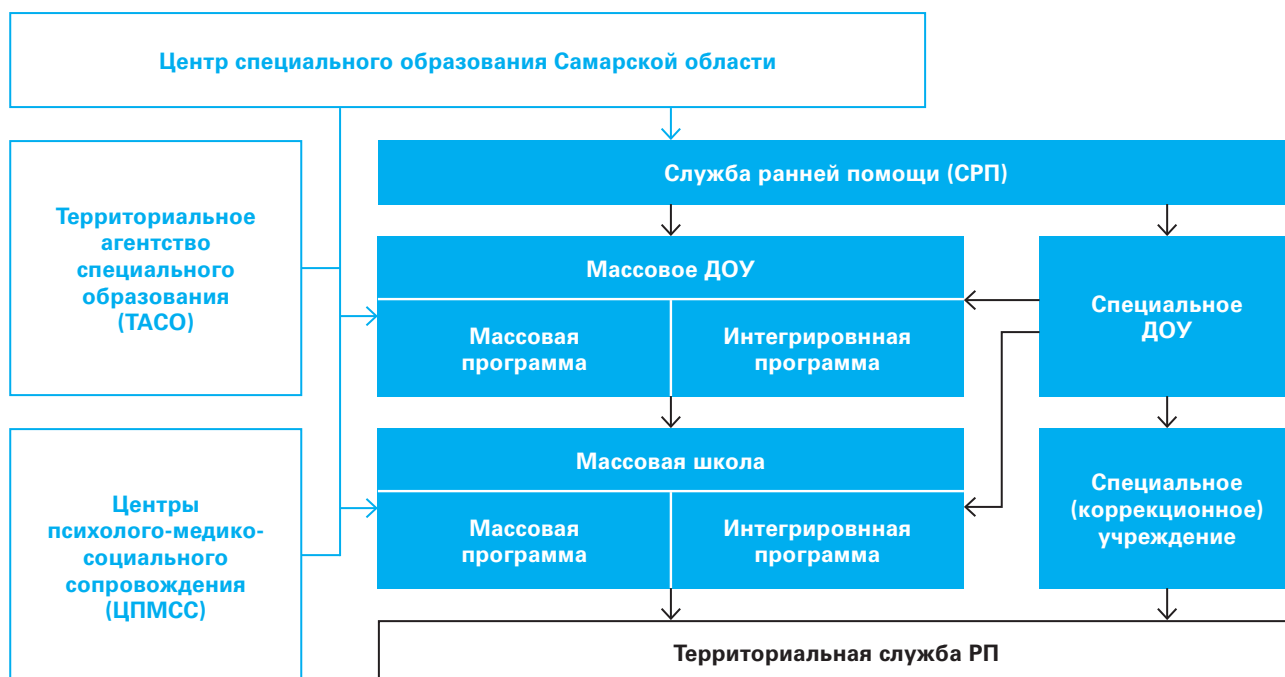 Центр специального образования Самарской области
Служба ранней помощи (СРП)
Территориальное
агентство
специального
образования
(ТАСО)
Массовое ДОУ
Массовая
программа
Интегрировнная
программа
Специальное
ДОУ
Центры
психолого-медико-
социального
сопровождения
(ЦПМСС)
Массовая школа
Массовая
программа
Интегрировнная
программа
Специальное
(коррекционное)
учреждение
Территориальная служба РП